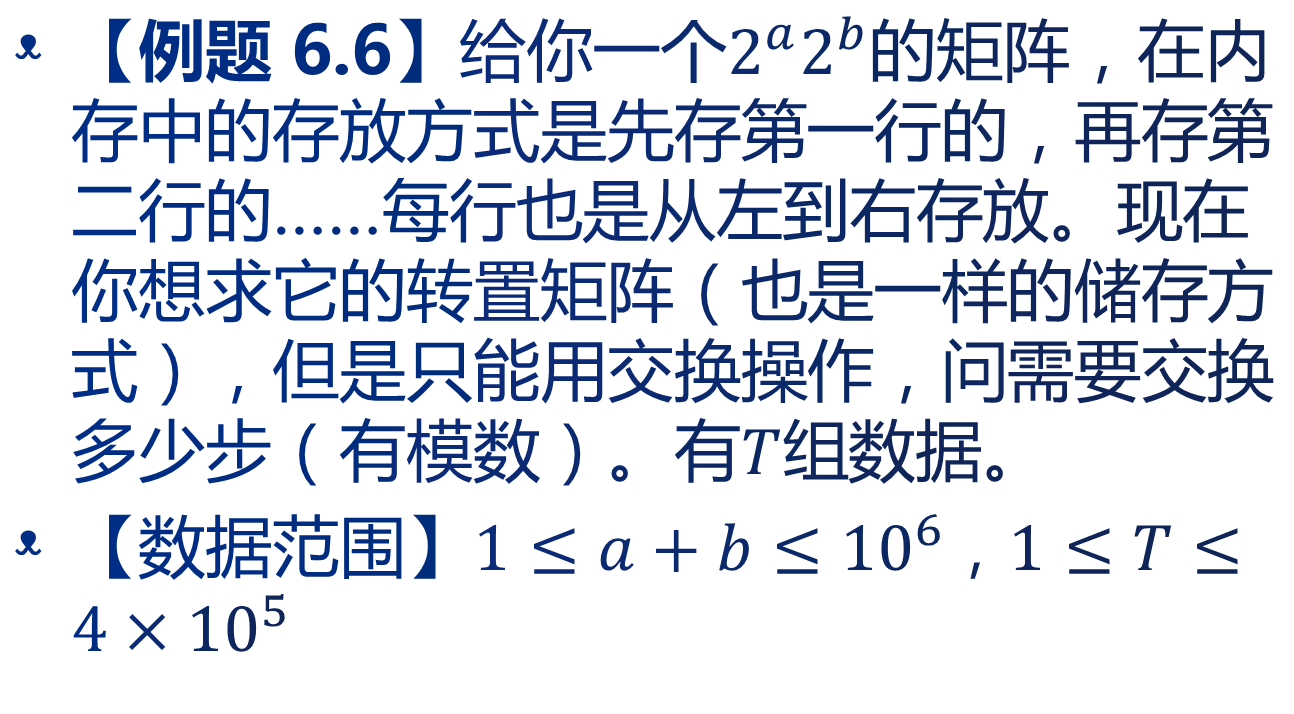 【例题 6.6】给你一个2ᵃ2ᵇ的矩阵，在内
存中的存放方式是先存第一行的，再存第
二行的……每行也是从左到右存放。现在
你想求它的转置矩阵（也是一样的储存方
式），但是只能用交换操作，问需要交换
多少步（有模数）。有T组数据。
【数据范围】1 ≤ a + b ≤ 10⁶，1 ≤ T ≤
4 × 10⁵